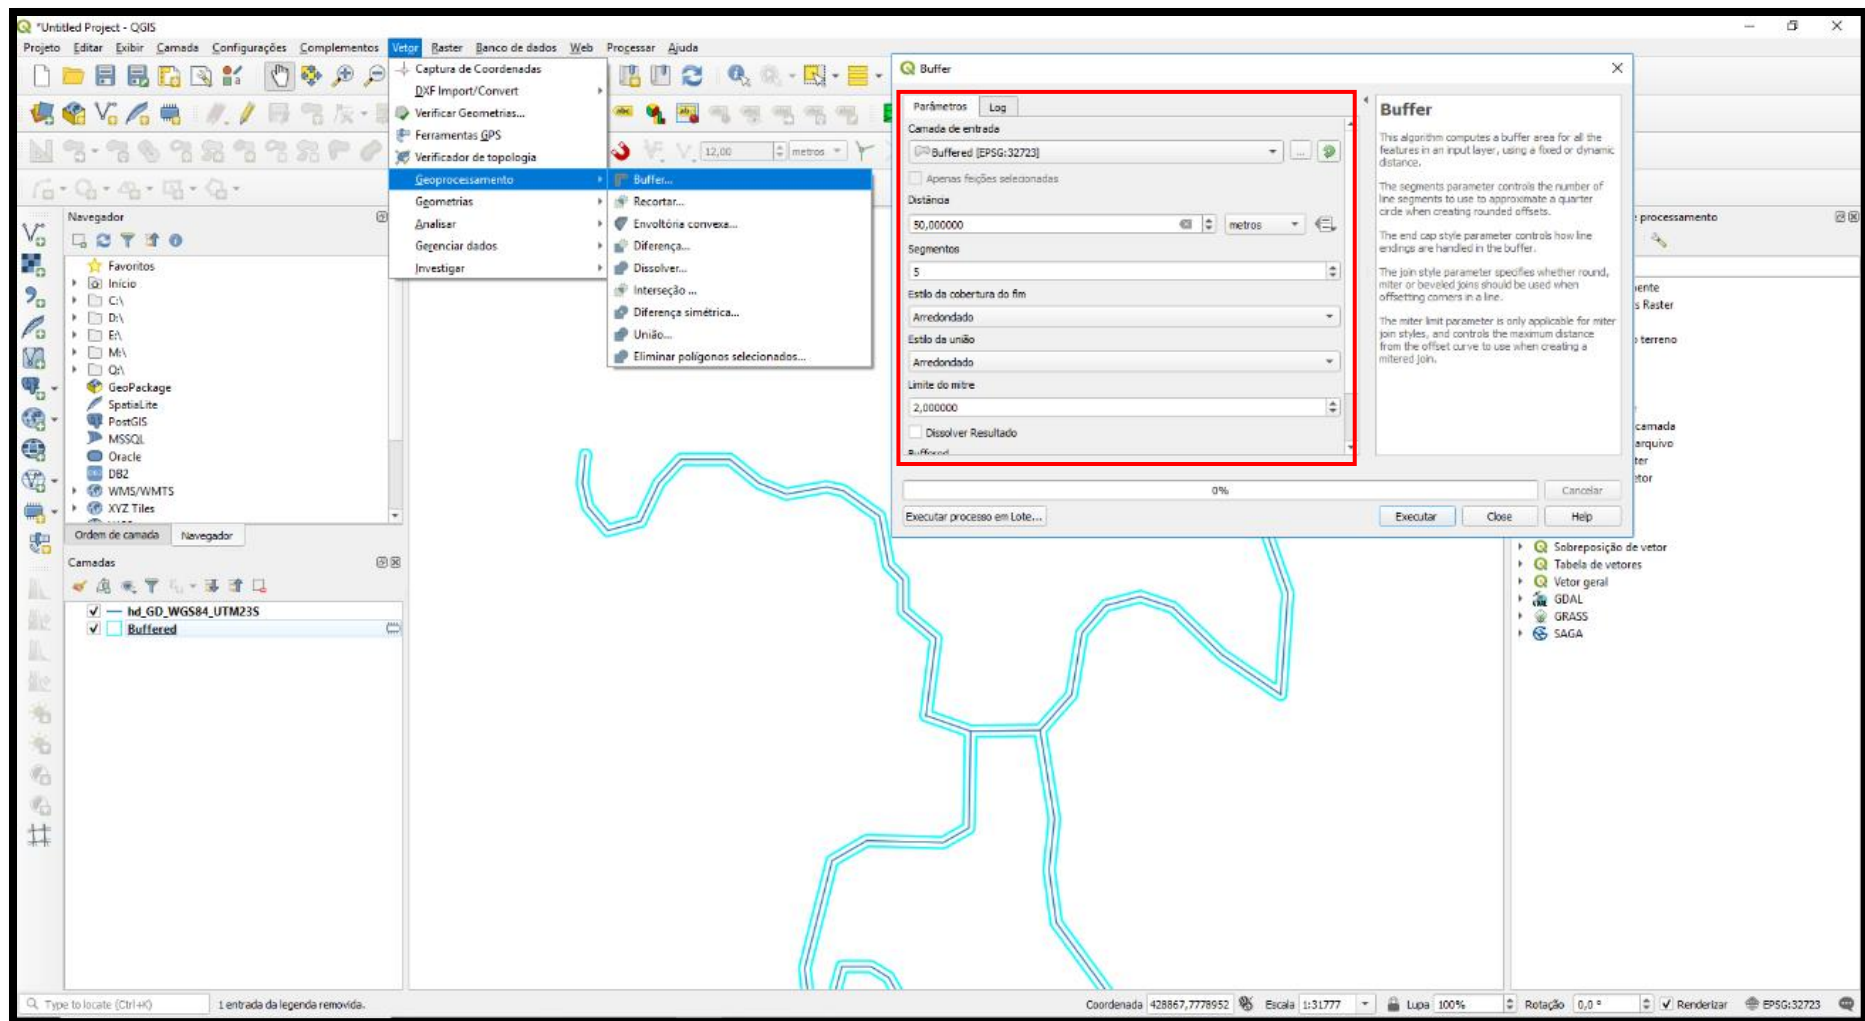 *Untitled Project - QGIS
Projeto Editar Exibir Camada Configurações Complementos Vetor Raster Banco de dados Web Processar Ajuda
Captura de Coordenadas
DXF Import/Convert
Verificar Geometrias...
Ferramentas GPS
Verificador de topologia
Geoprocessamento
Geometrias
Analisar
Gerenciar dados
Investigar
Buffer...
Recortar...
Envoltória convexa...
Diferença...
Dissolver...
Interseção ...
Diferença simétrica...
União...
Eliminar polígonos selecionados...
12,00 metros
Navegador
Favoritos
Início
C:\
D:\
E:\
M:\
Q:\
GeoPackage
SpatiaLite
PostGIS
MSSQL
Oracle
DB2
WMS/WMTS
XYZ Tiles
Ordem de camada Navegador
Camadas
hd_GD_WGS84_UTM23S
Buffered
Buffer
Parâmetros Log
Camada de entrada
Buffered [EPSG:32723]
...
Apenas feições selecionadas
Distância
50,000000 metros
Segmentos
5
Estilo da cobertura do fim
Arredondado
Estilo da união
Arredondado
Limite do mitre
2,000000
Dissolver Resultado
Buffered
Buffer
This algorithm computes a buffer area for all the
features in an input layer, using a fixed or dynamic
distance.
The segments parameter controls the number of
line segments to use to approximate a quarter
circle when creating rounded offsets.
The end cap style parameter controls how line
endings are handled in the buffer.
The join style parameter specifies whether round,
miter or beveled joins should be used when
offsetting corners in a line.
The miter limit parameter is only applicable for miter
join styles, and controls the maximum distance
from the offset curve to use when creating a
mitered join.
0%
Cancelar
Executar processo em Lote...
Executar Close Help
processamento
ente
s Raster
terreno
camada
arquivo
ter
etor
Sobreposição de vetor
Tabela de vetores
Vetor geral
GDAL
GRASS
SAGA
Type to locate (Ctrl+K) 1 entrada da legenda removida. Coordenada 428867,7778952 Escala 1:31777 Lupa 100% Rotação 0,0 ° Renderizar EPSG:32723